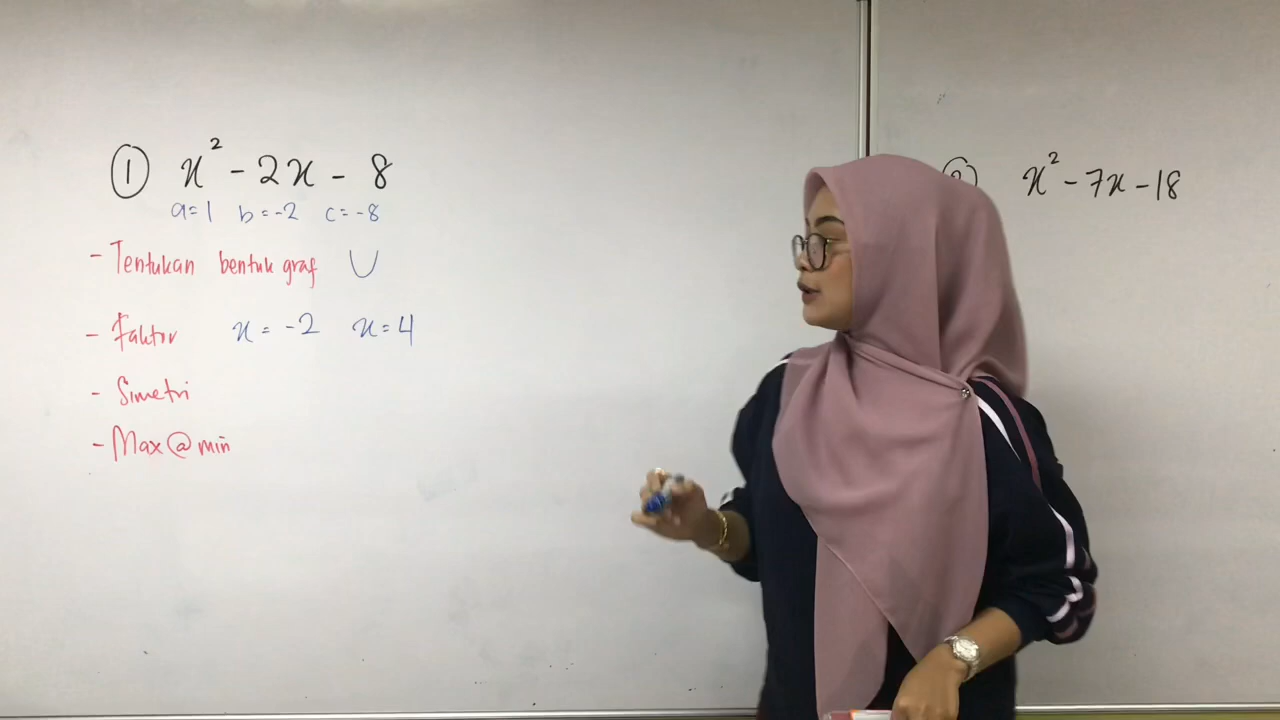 ① x² - 2x - 8
a=1 b=-2 c=-8
- Tentukan bentuk graf ∪
- Faktor x = -2 x = 4
- Simetri
- Max @ min
② x² - 7x - 18